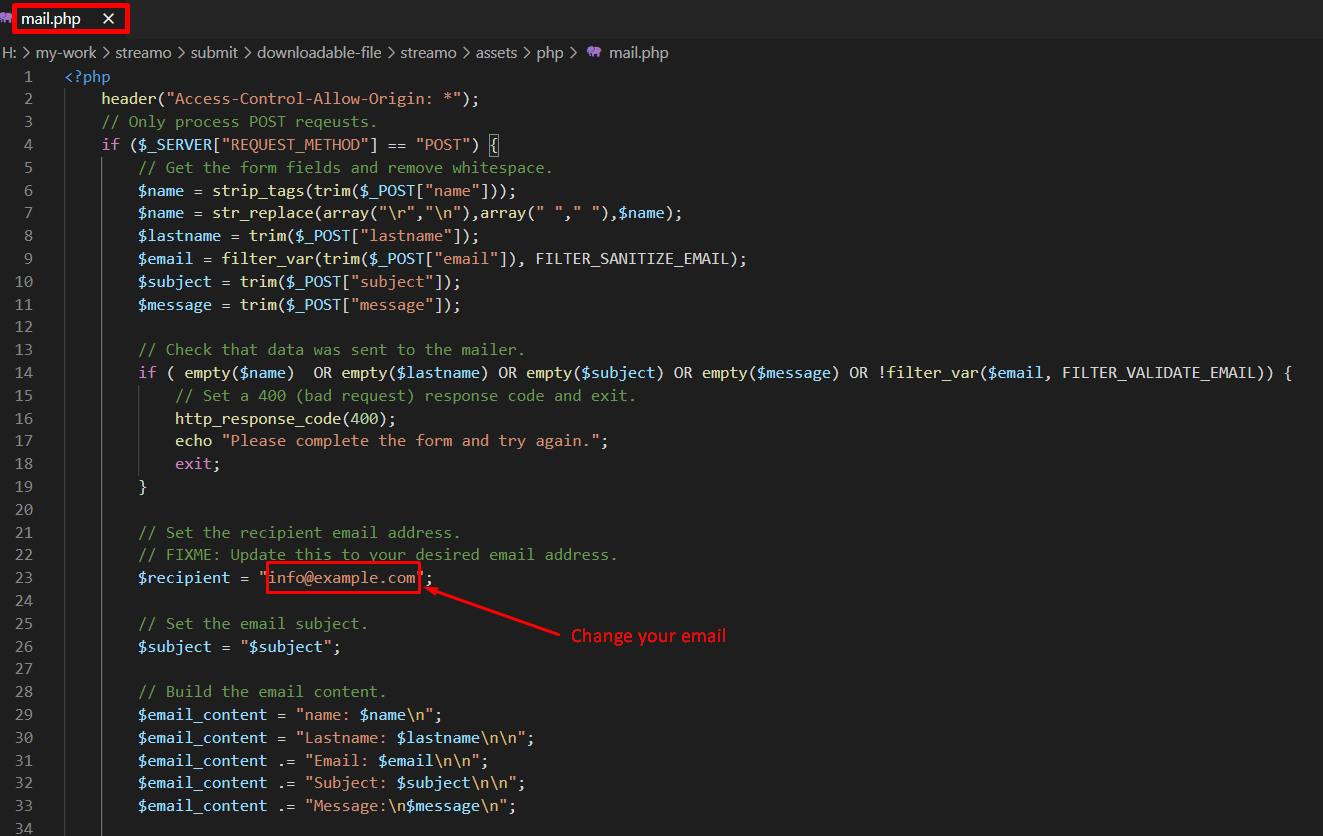 mail.php ×
H: > my-work > streamo > submit > downloadable-file > streamo > assets > php > mail.php
1 <?php
2 header("Access-Control-Allow-Origin: *");
3 // Only process POST reqeusts.
4 if ($_SERVER["REQUEST_METHOD"] == "POST") {
5 // Get the form fields and remove whitespace.
6 $name = strip_tags(trim($_POST["name"]));
7 $name = str_replace(array("\r","\n"),array(" "," "),$name);
8 $lastname = trim($_POST["lastname"]);
9 $email = filter_var(trim($_POST["email"]), FILTER_SANITIZE_EMAIL);
10 $subject = trim($_POST["subject"]);
11 $message = trim($_POST["message"]);
12
13 // Check that data was sent to the mailer.
14 if ( empty($name)  OR empty($lastname) OR empty($subject) OR empty($message) OR !filter_var($email, FILTER_VALIDATE_EMAIL)) {
15 // Set a 400 (bad request) response code and exit.
16 http_response_code(400);
17 echo "Please complete the form and try again.";
18 exit;
19 }
20
21 // Set the recipient email address.
22 // FIXME: Update this to your desired email address.
23 $recipient = "info@example.com";
24
25 // Set the email subject.
Change your email
26 $subject = "$subject";
27
28 // Build the email content.
29 $email_content = "name: $name\n";
30 $email_content = "Lastname: $lastname\n\n";
31 $email_content .= "Email: $email\n\n";
32 $email_content .= "Subject: $subject\n\n";
33 $email_content .= "Message:\n$message\n";
34